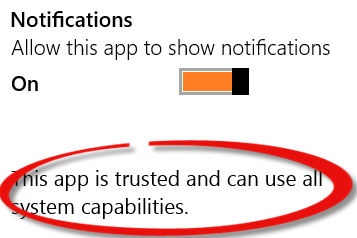 Notifications
Allow this app to show notifications
On
This app is trusted and can use all
system capabilities.